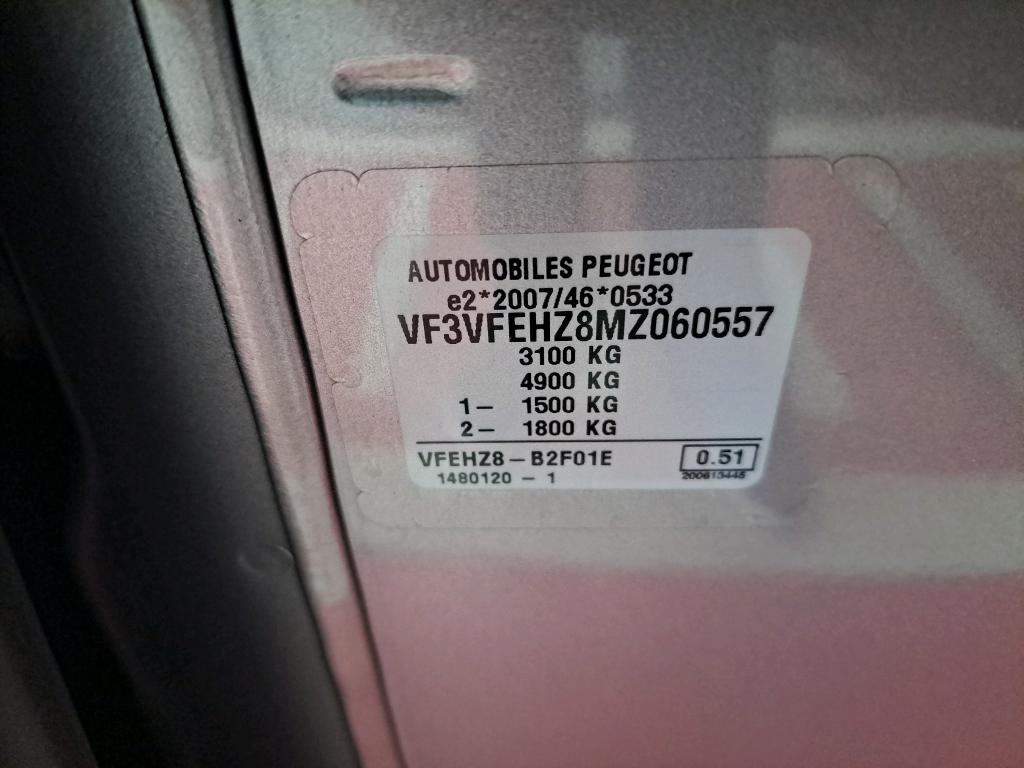 AUTOMOBILES PEUGEOT
e2*2007/46*0533
VF3VFEHZ8MZ060557
3100 KG
4900 KG
1– 1500 KG
2– 1800 KG
VFEHZ8–B2F01E
0.51
1480120 – 1
200613445